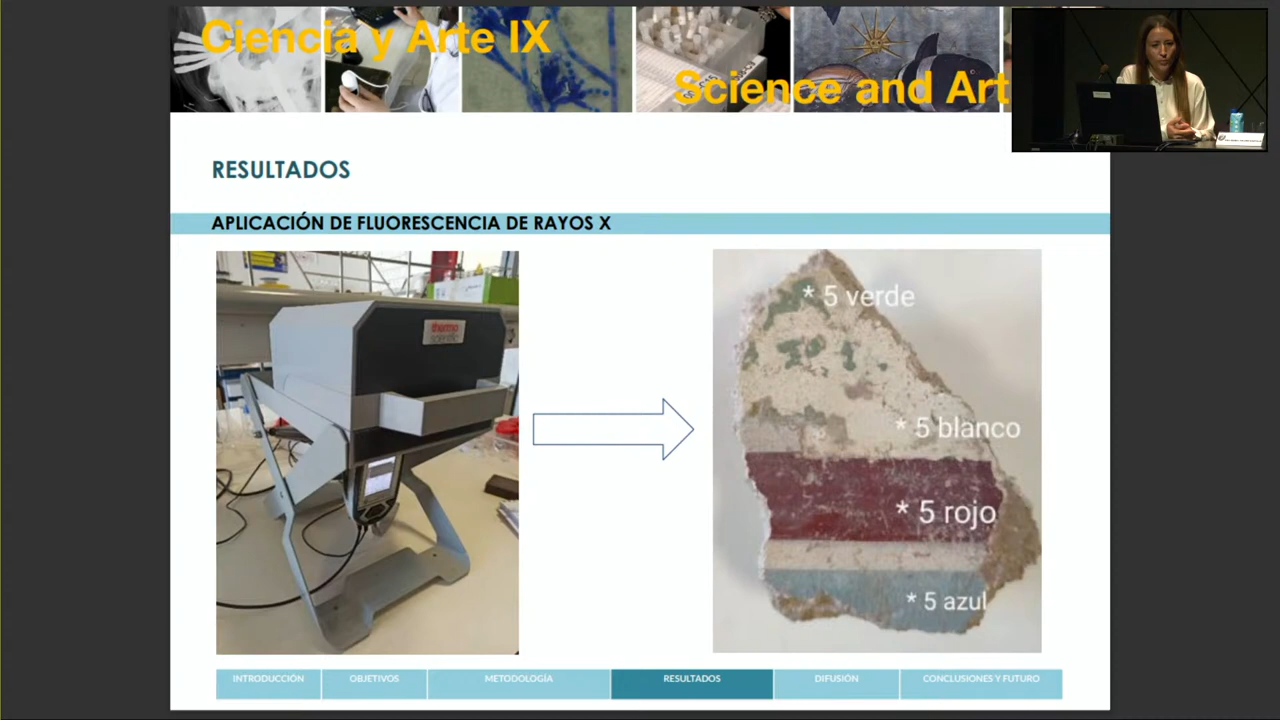 Ciencia y Arte IX
Science and Art
RESULTADOS
APLICACIÓN DE FLUORESCENCIA DE RAYOS X
thermo
* 5 verde
* 5 blanco
* 5 rojo
* 5 azul
INTRODUCCIÓN
OBJETIVOS
METODOLOGÍA
RESULTADOS
DIFUSIÓN
CONCLUSIONES Y FUTURO